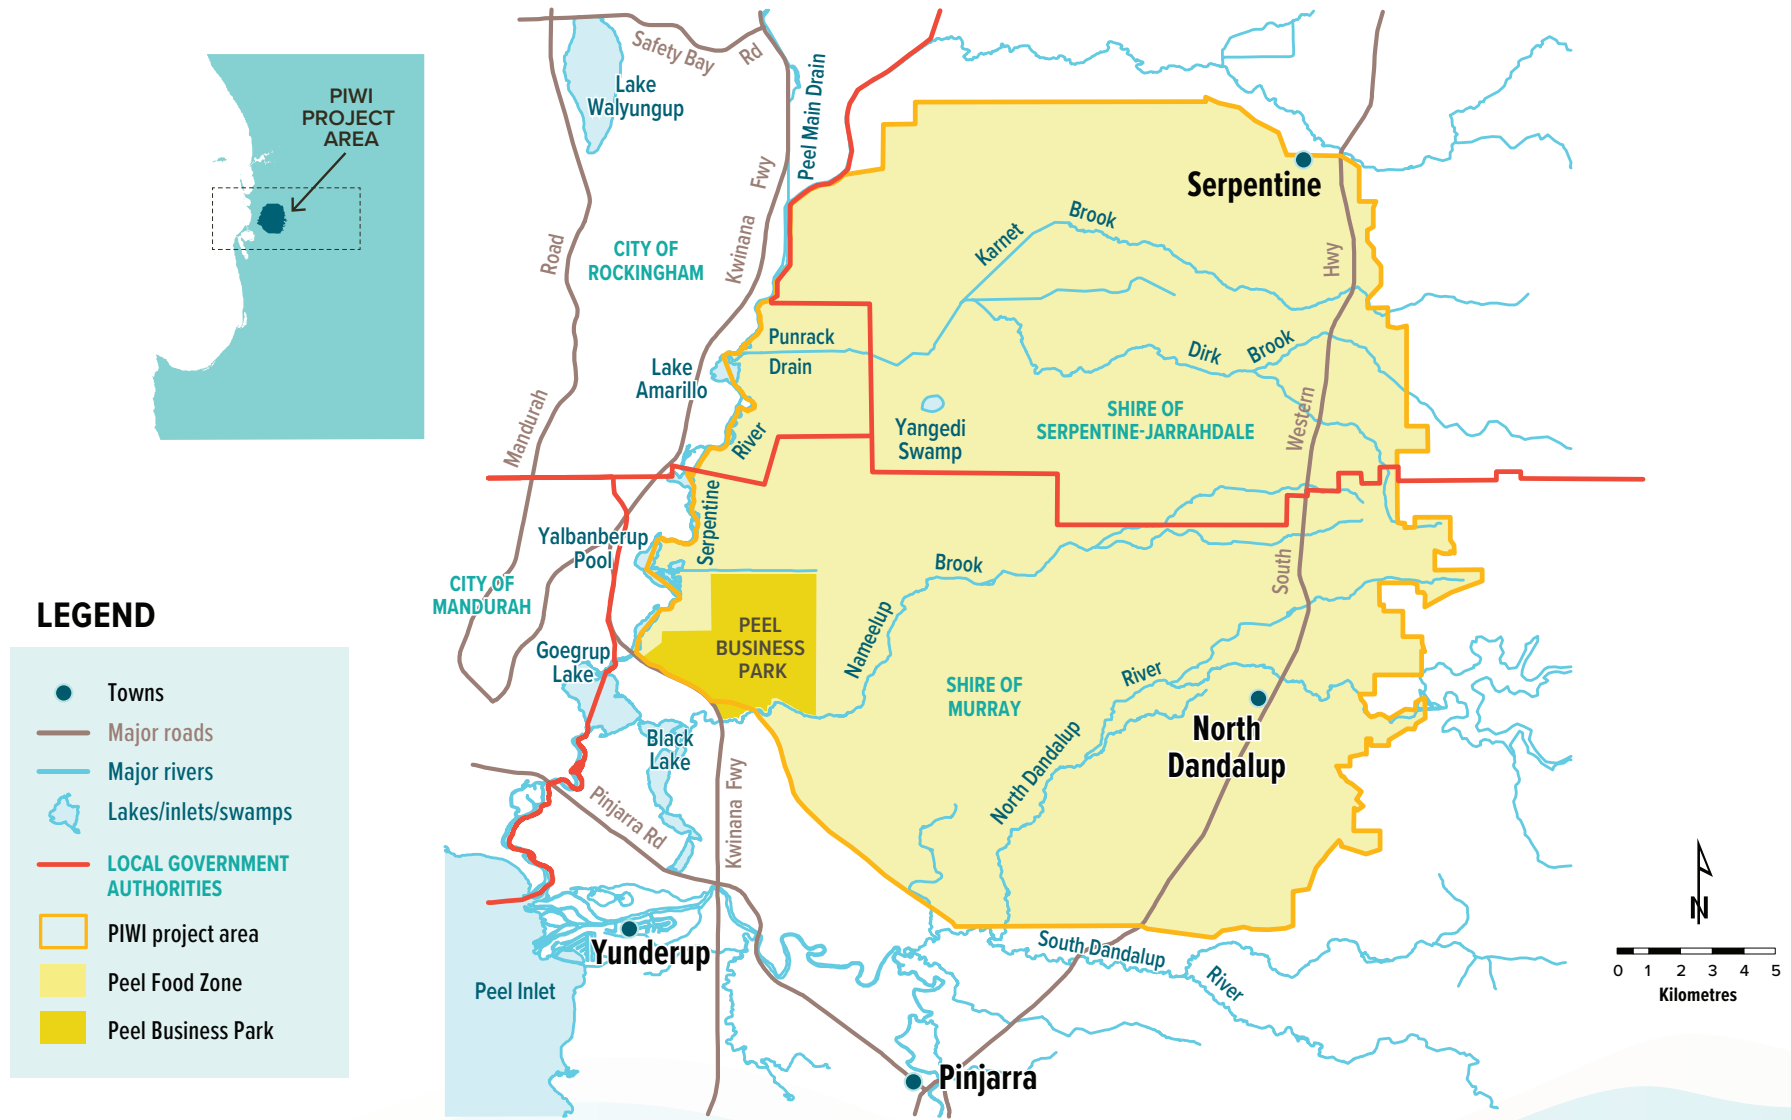 PIWI
PROJECT
AREA
Safety Bay
Rd
Lake
Walyungup
Peel Main Drain
Kwinana
Fwy
Road
Mandurah
CITY OF
ROCKINGHAM
Serpentine
Karnet
Brook
Hwy
Punrack
Drain
Lake
Amarillo
Dirk
Brook
River
Serpentine
Yangedi
Swamp
SHIRE OF
SERPENTINE-JARRAHDALE
Western
South
Yalbanberup
Pool
CITY OF
MANDURAH
Brook
Nameelup
PEEL
BUSINESS
PARK
Goegrup
Lake
SHIRE OF
MURRAY
River
North Dandalup
North
Dandalup
Black
Lake
Kwinana Fwy
Pinjarra Rd
Yunderup
Peel Inlet
South Dandalup
River
Pinjarra
LEGEND
Towns
Major roads
Major rivers
Lakes/inlets/swamps
LOCAL GOVERNMENT
AUTHORITIES
PIWI project area
Peel Food Zone
Peel Business Park
N
0 1 2 3 4 5
Kilometres